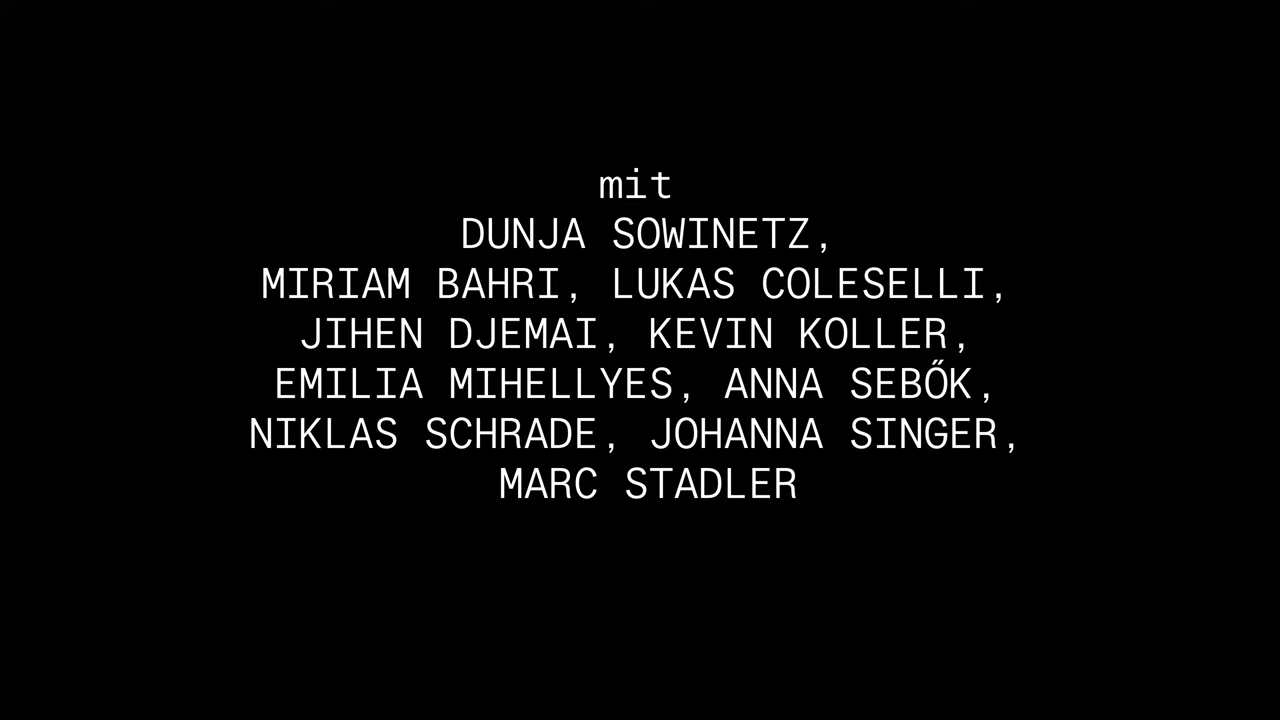 mit
DUNJA SOWINETZ,
MIRIAM BAHRI, LUKAS COLESELLI,
JIHEN DJEMAI, KEVIN KOLLER,
EMILIA MIHELLYES, ANNA SEBŐK,
NIKLAS SCHRADE, JOHANNA SINGER,
MARC STADLER